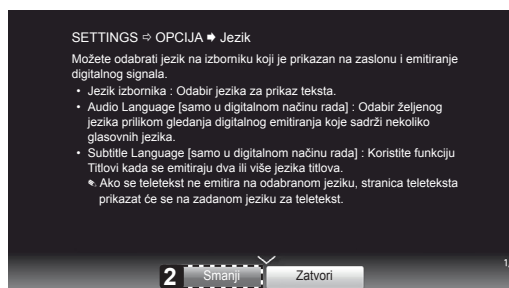 SETTINGS ⇨ OPCIJA ➧ Jezik
Možete odabrati jezik na izborniku koji je prikazan na zaslonu i emitiranje
digitalnog signala.
• Jezik izbornika : Odabir jezika za prikaz teksta.
• Audio Language [samo u digitalnom načinu rada] : Odabir željenog
jezika prilikom gledanja digitalnog emitiranja koje sadrži nekoliko
glasovnih jezika.
• Subtitle Language [samo u digitalnom načinu rada] : Koristite funkciju
Titlovi kada se emitiraju dva ili više jezika titlova.
✎ Ako se teletekst ne emitira na odabranom jeziku, stranica teleteksta
prikazat će se na zadanom jeziku za teletekst.
2 Smanji Zatvori